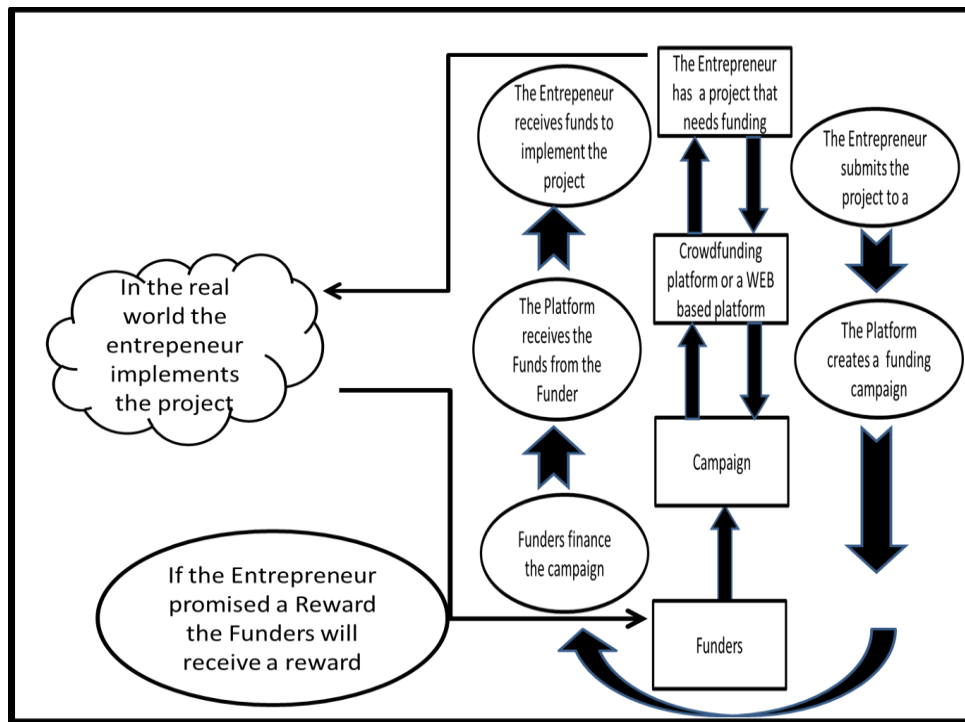 The Entrepreneur
has a project that
needs funding
The Entrepeneur
receives funds to
implement the
project
The Entrepreneur
submits the
project to a
Crowdfunding
platform or a WEB
based platform
In the real
world the
entrepeneur
implements
the project
The Platform
receives the
Funds from the
Funder
The Platform
creates a funding
campaign
Campaign
Funders finance
the campaign
If the Entrepreneur
promised a Reward
the Funders will
receive a reward
Funders